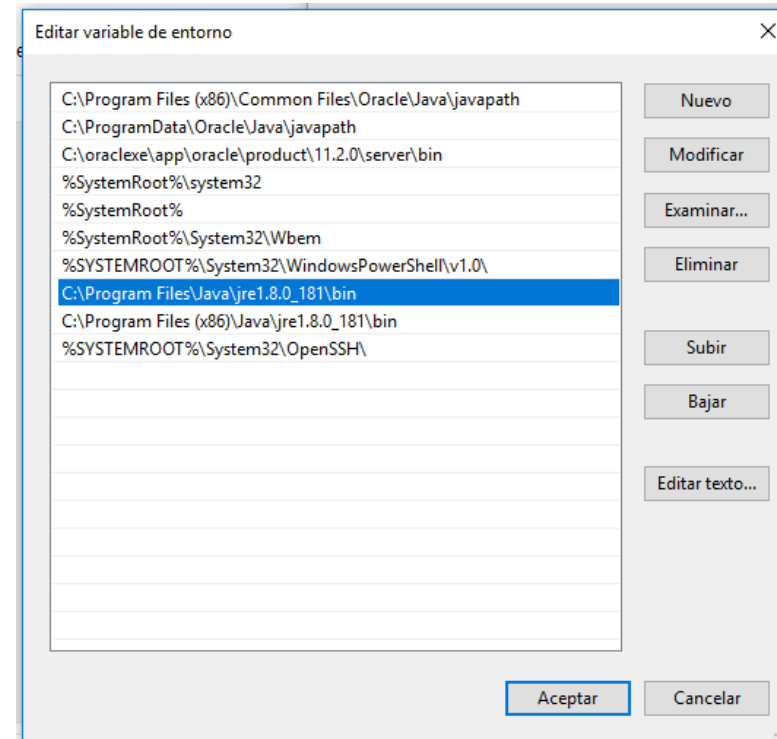 Editar variable de entorno
C:\Program Files (x86)\Common Files\Oracle\Java\javapath
C:\ProgramData\Oracle\Java\javapath
C:\oraclexe\app\oracle\product\11.2.0\server\bin
%SystemRoot%\system32
%SystemRoot%
%SystemRoot%\System32\Wbem
%SYSTEMROOT%\System32\WindowsPowerShell\v1.0\
C:\Program Files\Java\jre1.8.0_181\bin
C:\Program Files (x86)\Java\jre1.8.0_181\bin
%SYSTEMROOT%\System32\OpenSSH\
Nuevo
Modificar
Examinar...
Eliminar
Subir
Bajar
Editar texto...
Aceptar
Cancelar